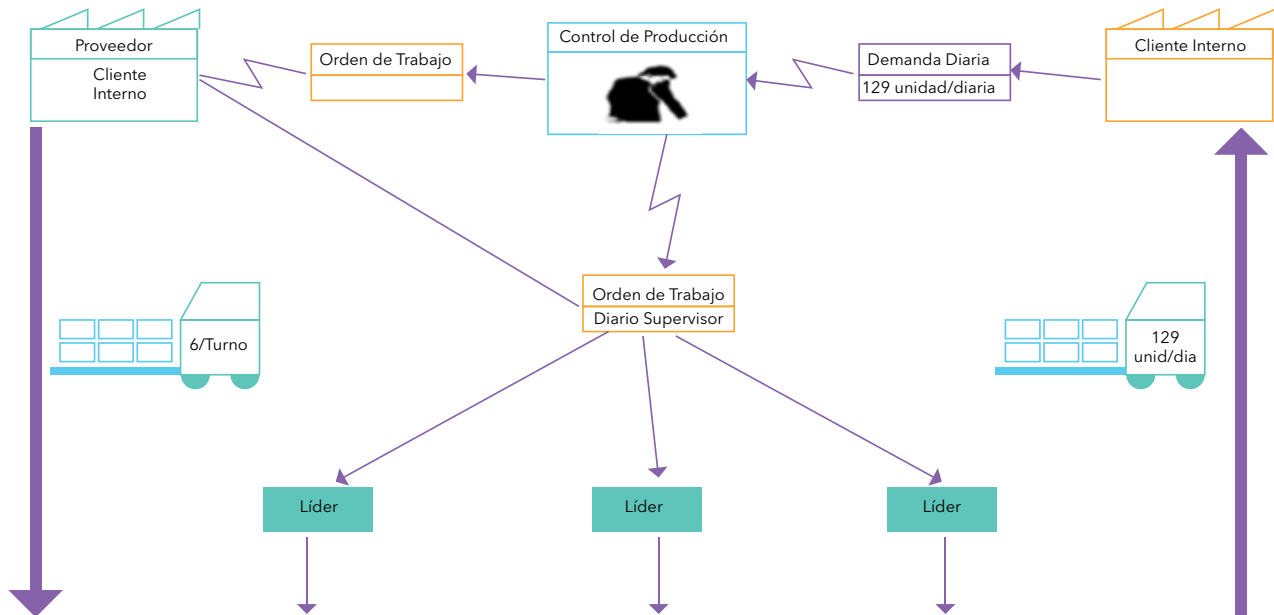 Proveedor
Cliente
Interno
Orden de Trabajo
Control de Producción
Demanda Diaria
129 unidad/diaria
Cliente Interno
Orden de Trabajo
Diario Supervisor
6/Turno
129
unid/dia
Líder
Líder
Líder